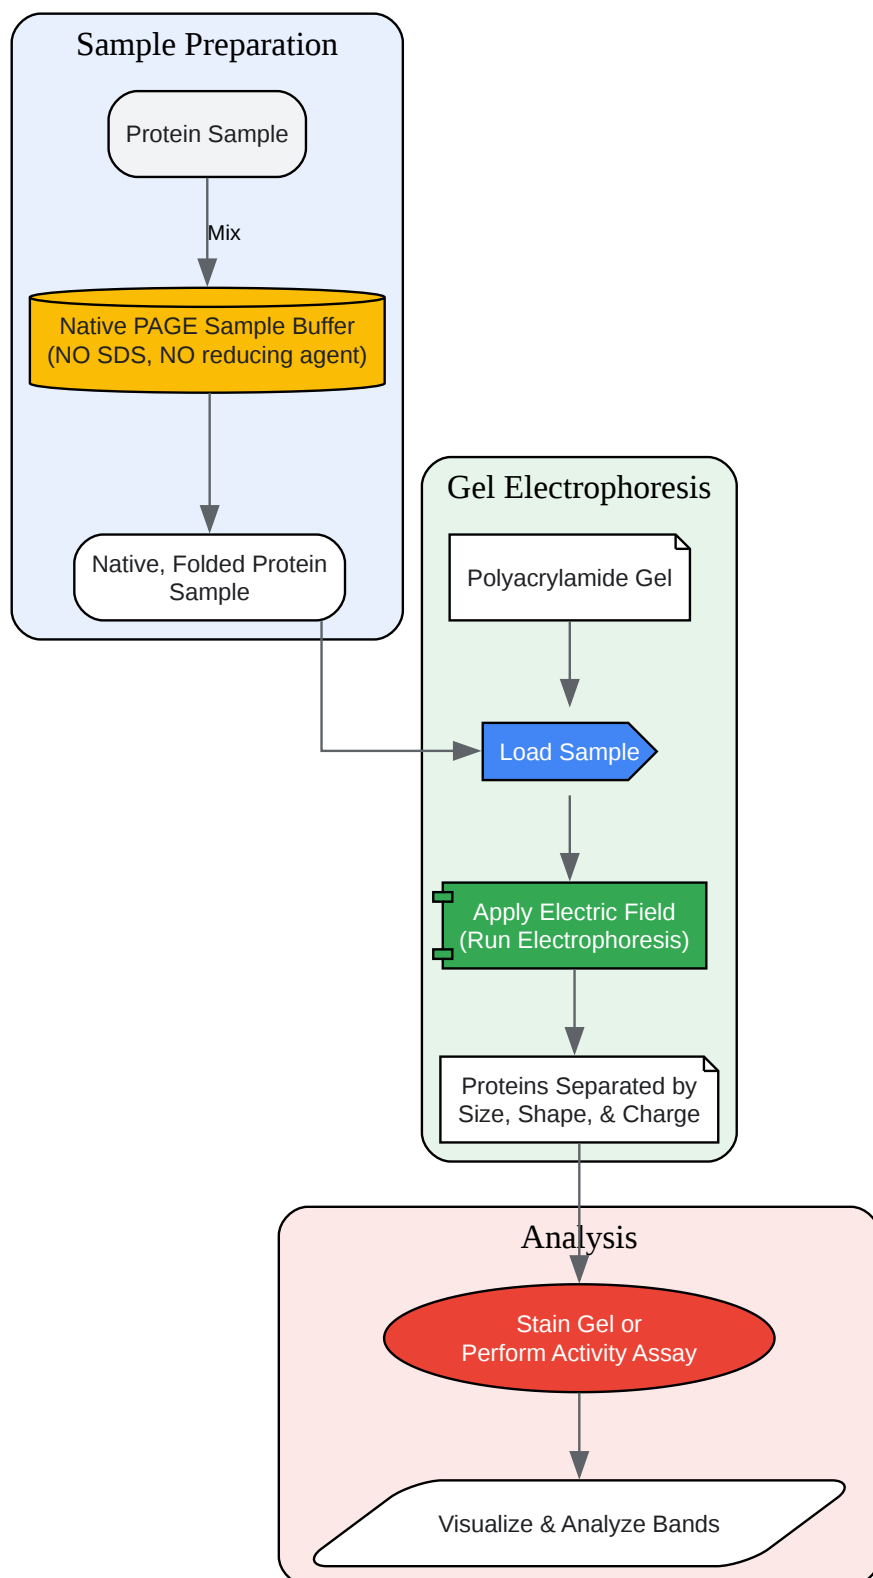 Sample Preparation
Protein Sample
Mix
Native PAGE Sample Buffer
(NO SDS, NO reducing agent)
Native, Folded Protein
Sample
Gel Electrophoresis
Polyacrylamide Gel
Load Sample
Apply Electric Field
(Run Electrophoresis)
Proteins Separated by
Size, Shape, & Charge
Analysis
Stain Gel or
Perform Activity Assay
Visualize & Analyze Bands